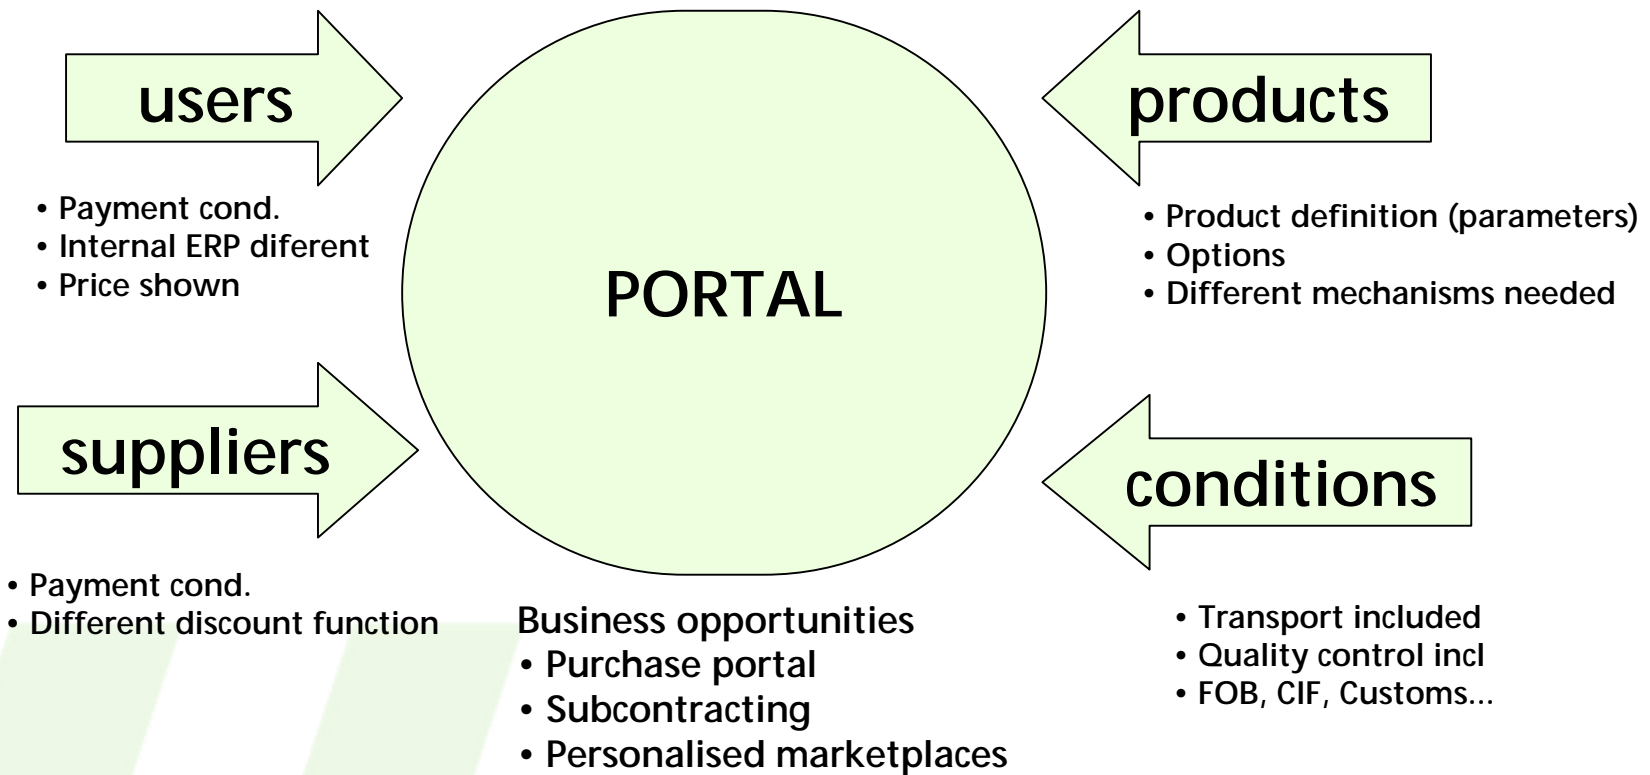 users
• Payment cond.
• Internal ERP diferent
• Price shown
suppliers
• Payment cond.
• Different discount function
PORTAL
Business opportunities
• Purchase portal
• Subcontracting
• Personalised marketplaces
products
• Product definition (parameters)
• Options
• Different mechanisms needed
conditions
• Transport included
• Quality control incl
• FOB, CIF, Customs...